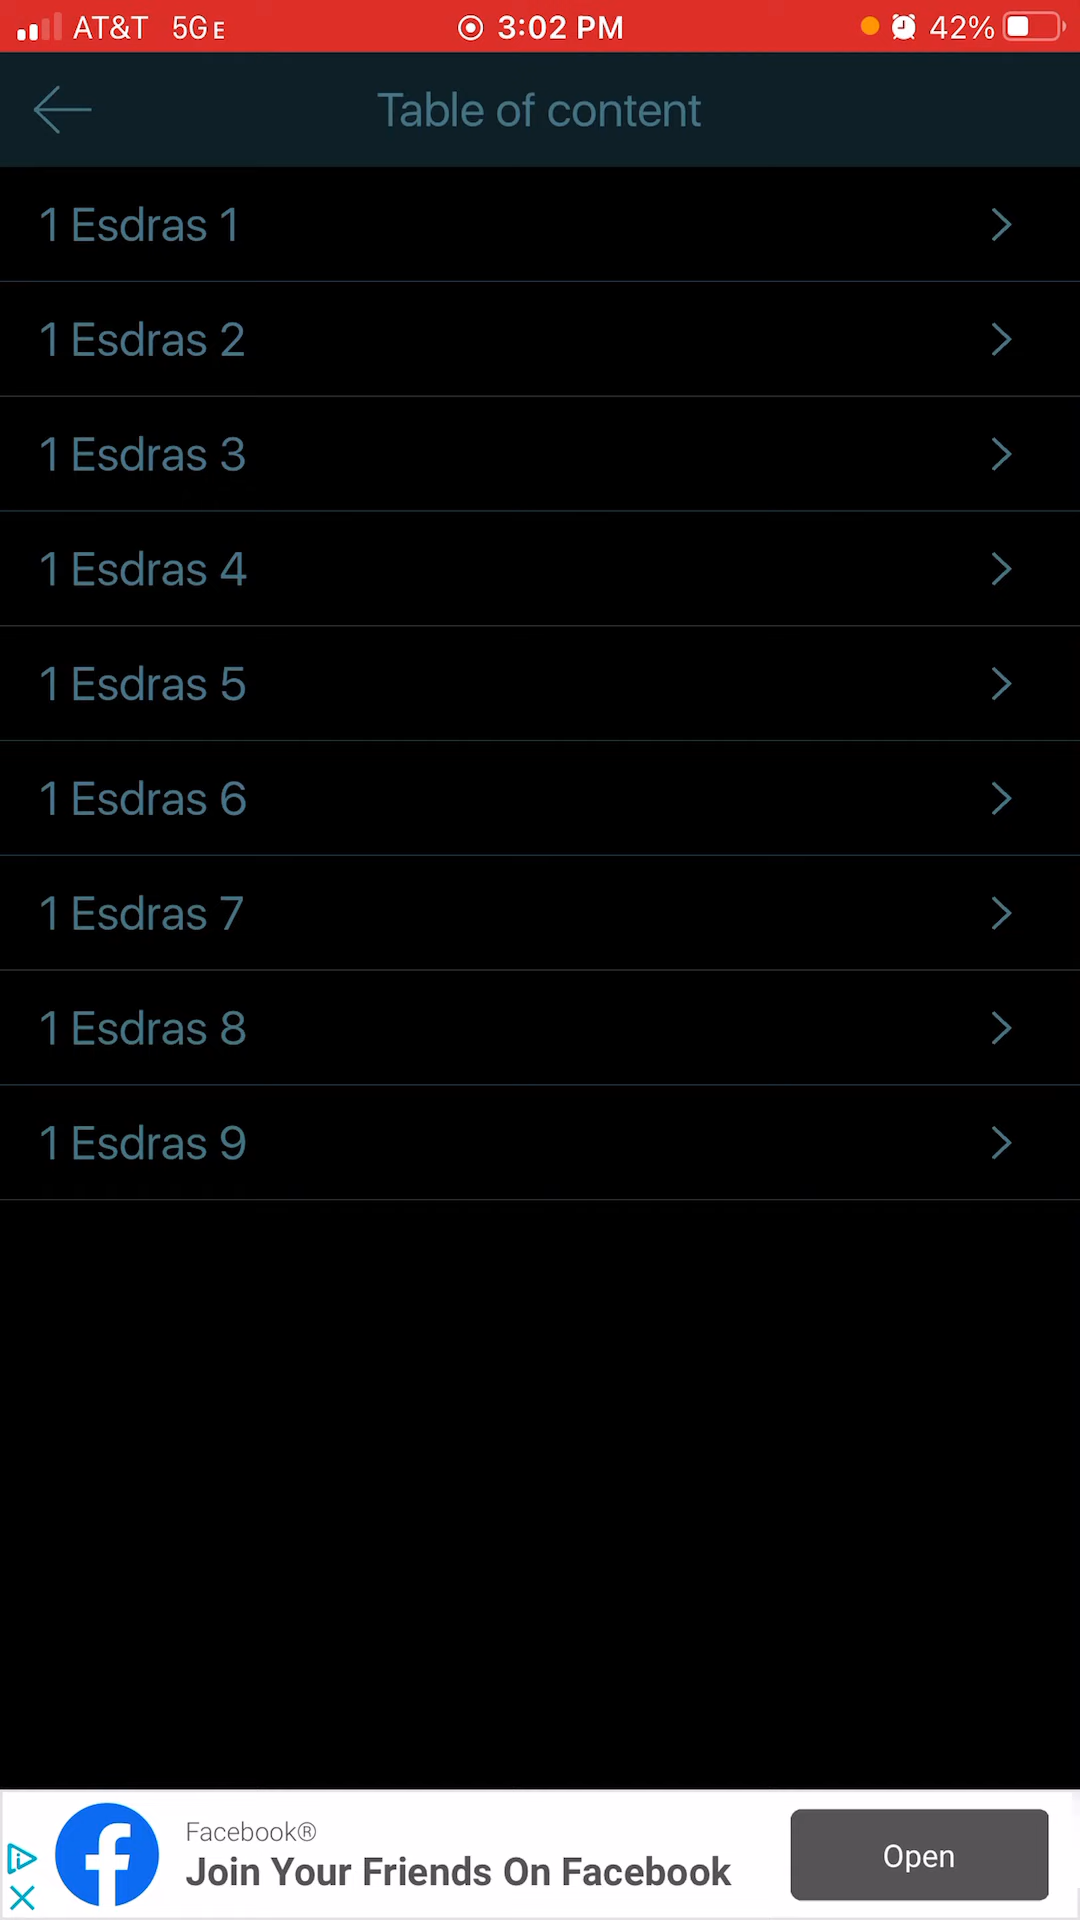 AT&T 5GE 3:02 PM 42%
Table of content
1 Esdras 1
1 Esdras 2
1 Esdras 3
1 Esdras 4
1 Esdras 5
1 Esdras 6
1 Esdras 7
1 Esdras 8
1 Esdras 9
Facebook®
Join Your Friends On Facebook
Open